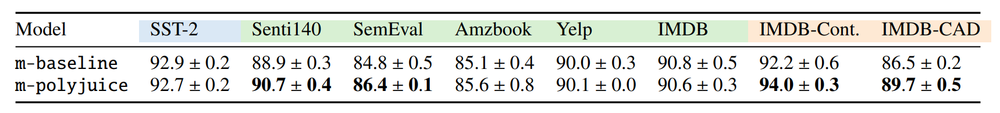 Model SST-2 Senti140 SemEval Amzbook Yelp IMDB IMDB-Cont. IMDB-CAD
m-baseline 92.9 ± 0.2 88.9 ± 0.3 84.8 ± 0.5 85.1 ± 0.4 90.0 ± 0.3 90.8 ± 0.5 92.2 ± 0.6 86.5 ± 0.2
m-polyjuice 92.7 ± 0.2 90.7 ± 0.4 86.4 ± 0.1 85.6 ± 0.8 90.1 ± 0.0 90.6 ± 0.3 94.0 ± 0.3 89.7 ± 0.5